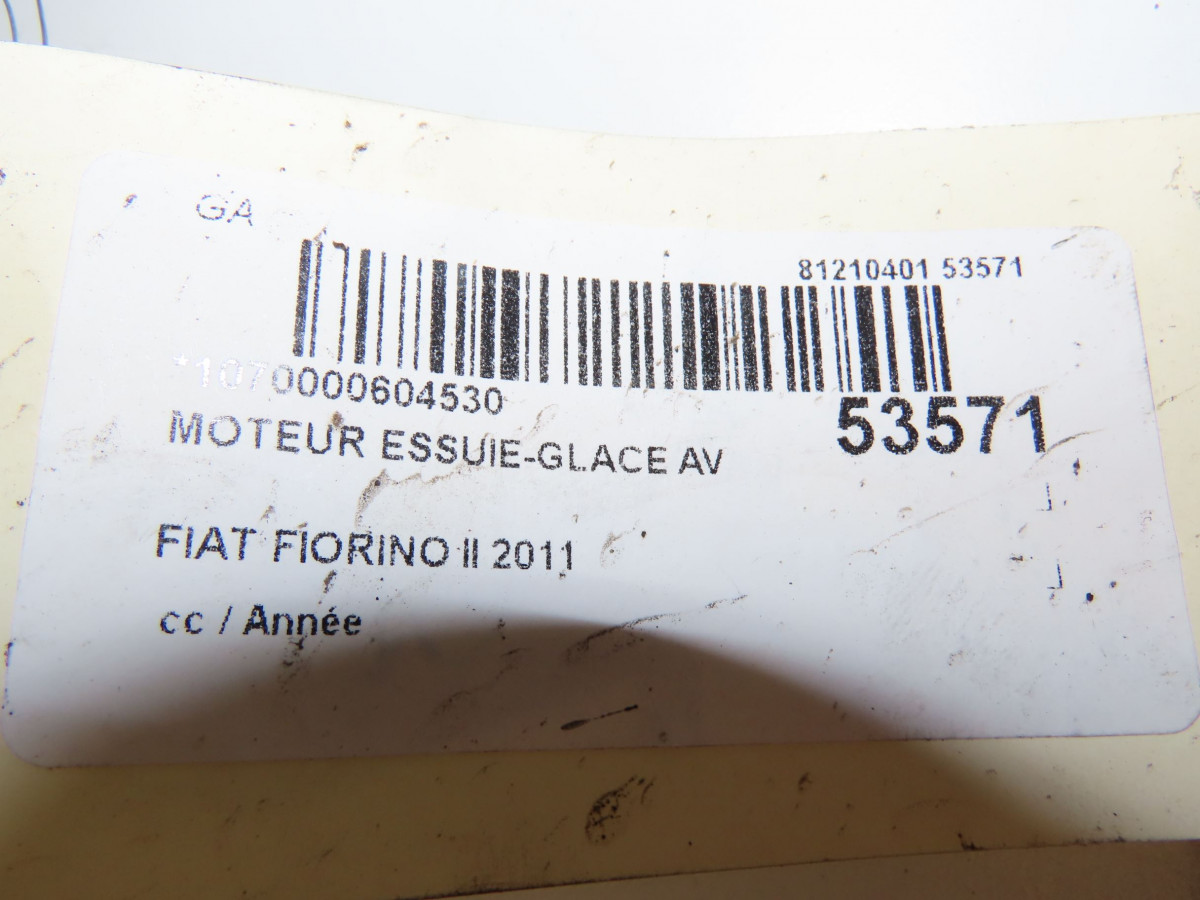 GA
81210401 53571
*1070000604530
53571
MOTEUR ESSUIE-GLACE AV
FIAT FIORINO II 2011
cc / Année